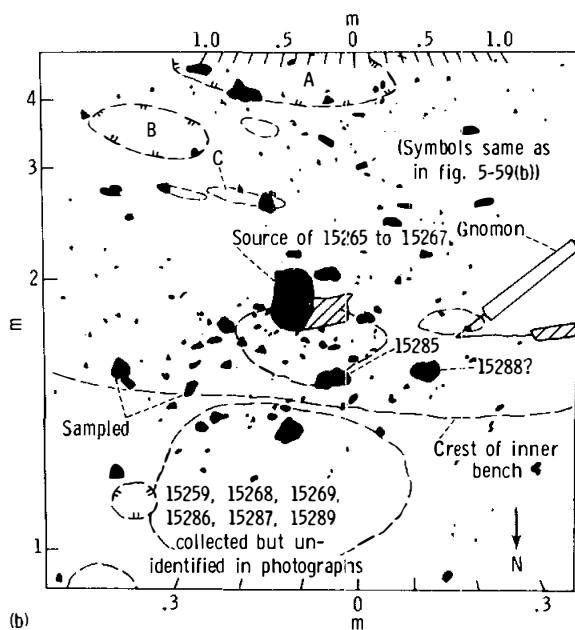 m
1.0 .5 0 .5 1.0
4
A
B
3
C
(Symbols same as
in fig. 5-59(b))
Source of 15265 to 15267
Gnomon
2
m
15285
15288?
Sampled
Crest of inner
bench
15259, 15268, 15269,
15286, 15287, 15289
collected but un-
identified in photographs
1
N
.3 0 .3
m
(b)